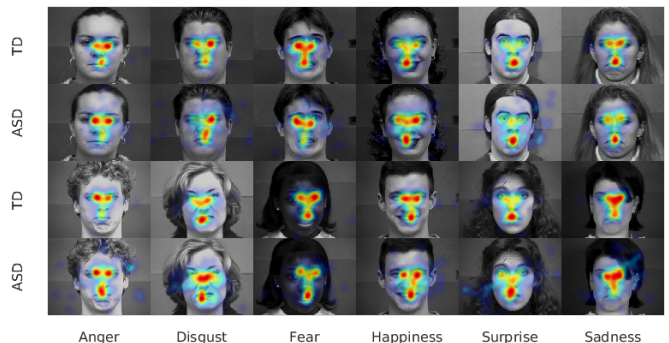 TD
ASD
TD
ASD
Anger Disgust Fear Happiness Surprise Sadness